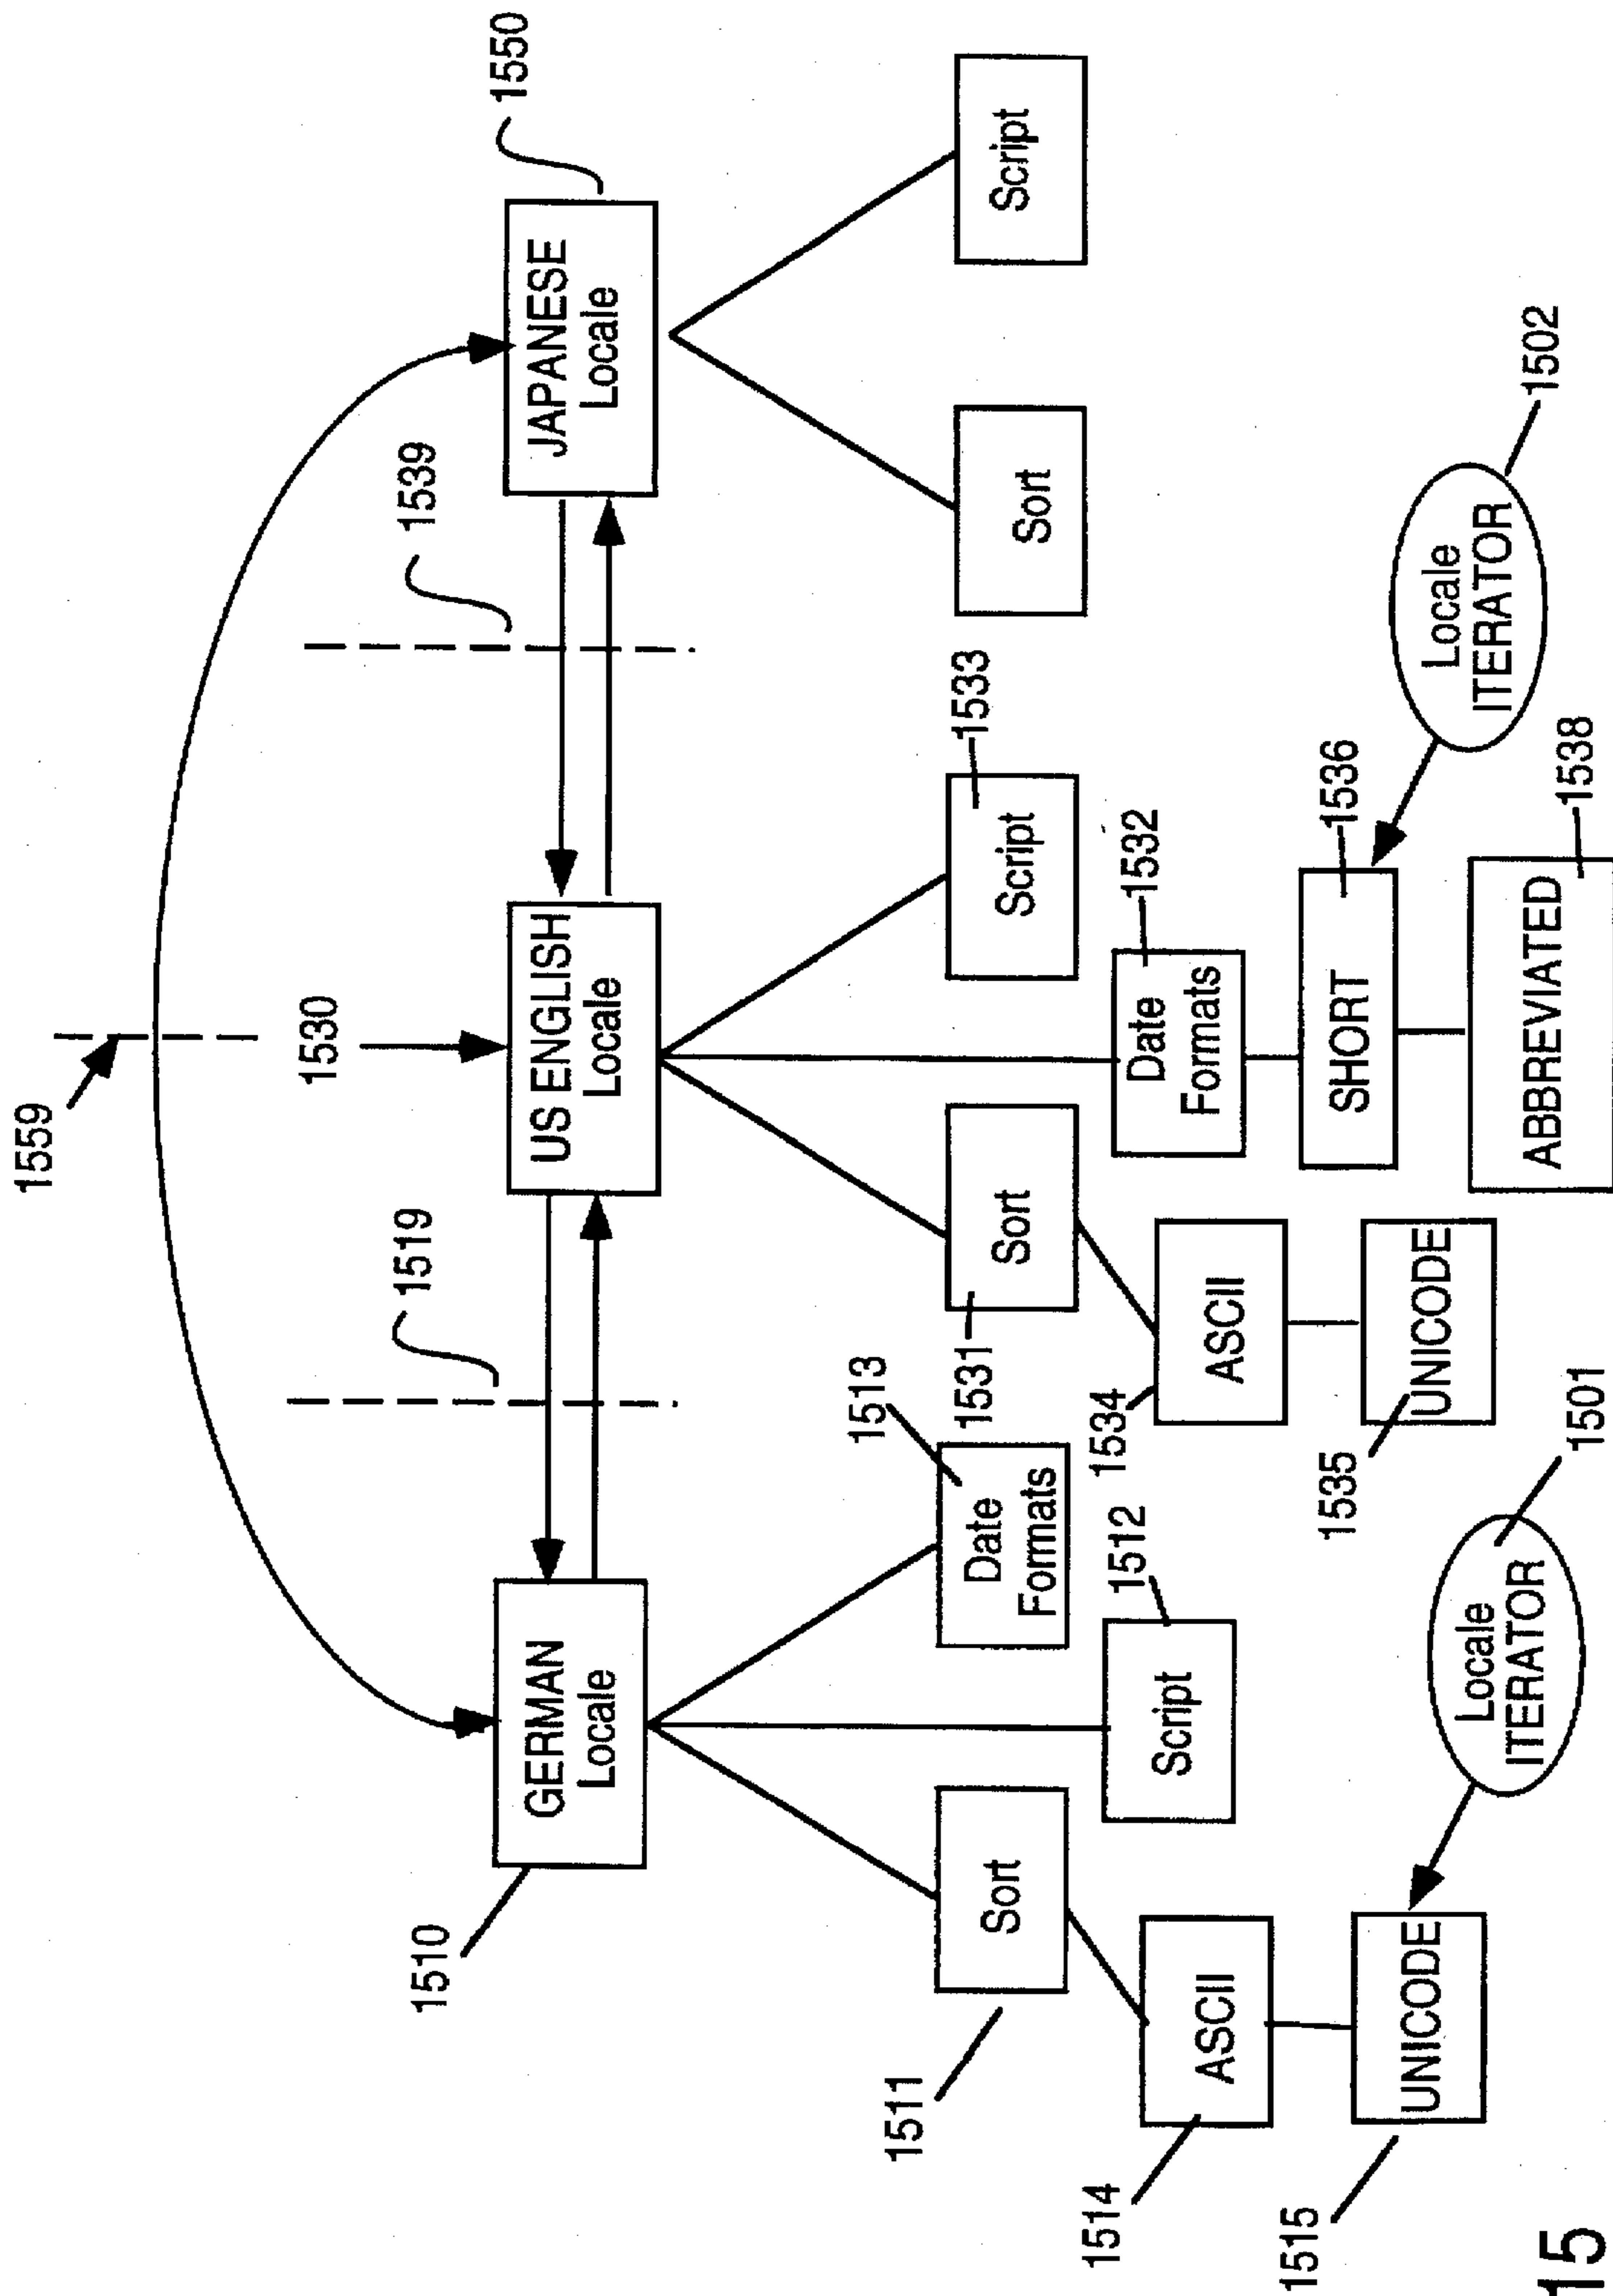 1559
1519
1530
1539
1550
1510
GERMAN
Locale
US ENGLISH
Locale
JAPANESE
Locale
1511
Sort
1512
Script
1513
Date
Formats
1531
Sort
1532
Date
Formats
1533
Script
Sort
Script
1514
ASCII
1534
ASCII
1536
SHORT
1515
UNICODE
1535
UNICODE
1538
ABBREVIATED
Locale
ITERATOR
1501
Locale
ITERATOR
1502
15